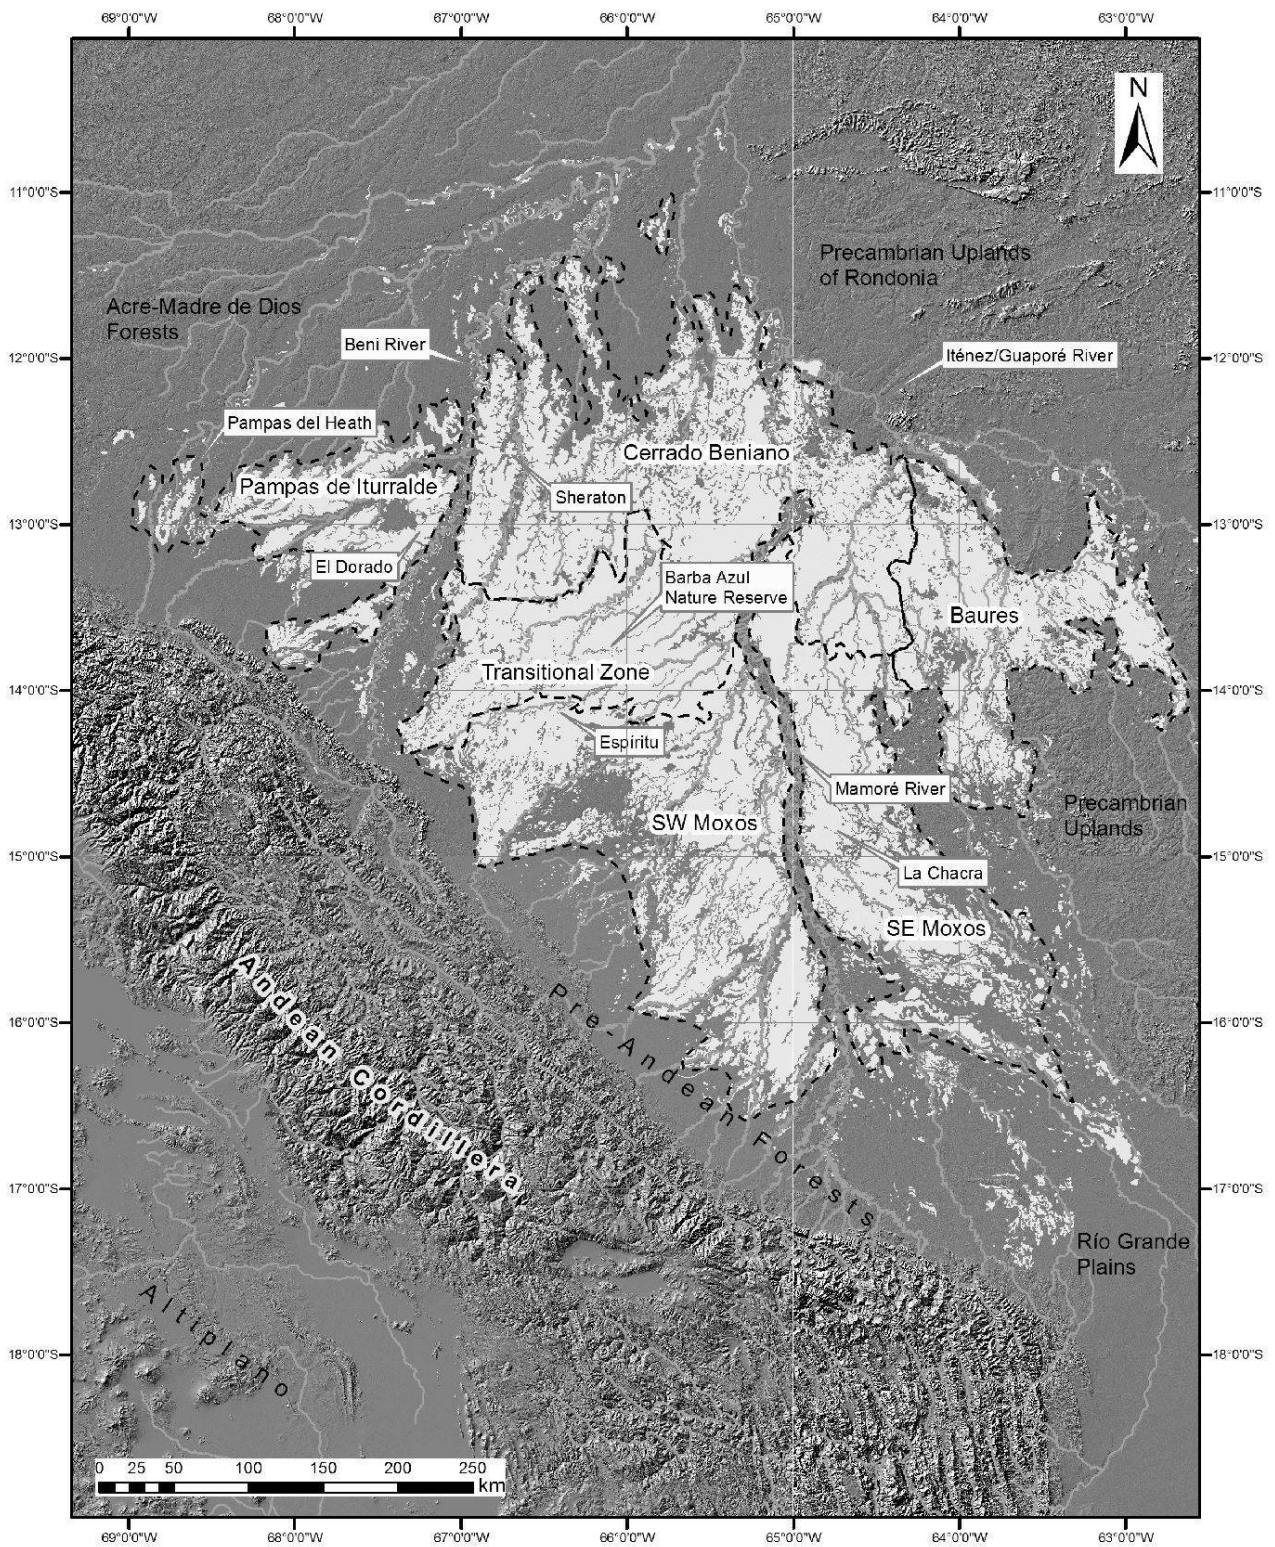 69°0'0"W
68°0'0"W
67°0'0"W
66°0'0"W
65°0'0"W
64°0'0"W
63°0'0"W
N
11°0'0"S
11°0'0"S
Precambrian Uplands
of Rondonia
Acre-Madre de Dios
Forests
Beni River
12°0'0"S
12°0'0"S
Iténez/Guaporé River
Pampas del Heath
Cerrado Beniano
Pampas de Iturralde
Sheraton
13°0'0"S
13°0'0"S
El Dorado
Barba Azul
Nature Reserve
Baures
Transitional Zone
14°0'0"S
14°0'0"S
Espíritu
Mamoré River
Precambrian
Uplands
SW Moxos
15°0'0"S
15°0'0"S
La Chacra
SE Moxos
Andean Cordillera
Pre-Andean Forests
16°0'0"S
16°0'0"S
17°0'0"S
17°0'0"S
Río Grande
Plains
Altiplano
18°0'0"S
18°0'0"S
0 25 50 100 150 200 250
km
69°0'0"W
68°0'0"W
67°0'0"W
66°0'0"W
65°0'0"W
64°0'0"W
63°0'0"W